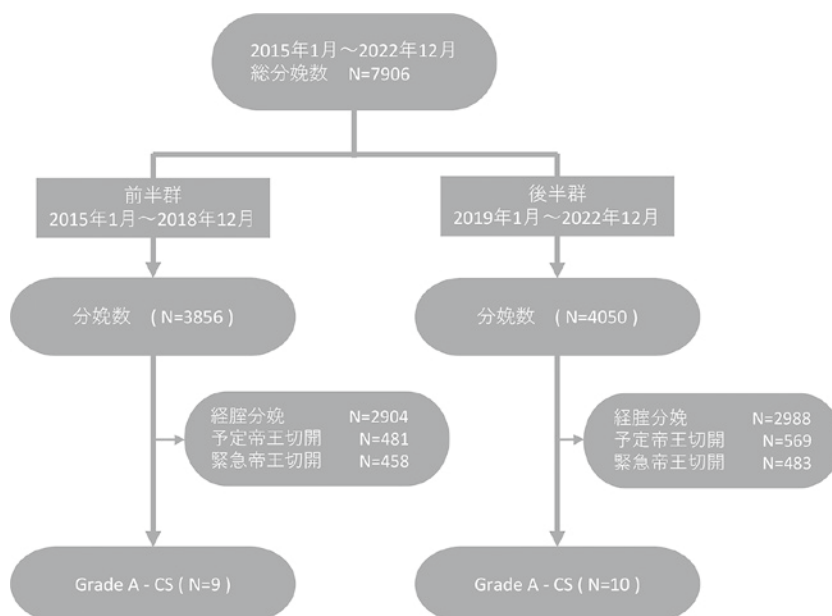 2015年1月～2022年12月
総分娩数 N=7906
前半群
2015年1月～2018年12月
後半群
2019年1月～2022年12月
分娩数 ( N=3856 )
分娩数 ( N=4050 )
経腟分娩 N=2904
予定帝王切開 N=481
緊急帝王切開 N=458
経腟分娩 N=2988
予定帝王切開 N=569
緊急帝王切開 N=483
Grade A - CS ( N=9 )
Grade A - CS ( N=10 )